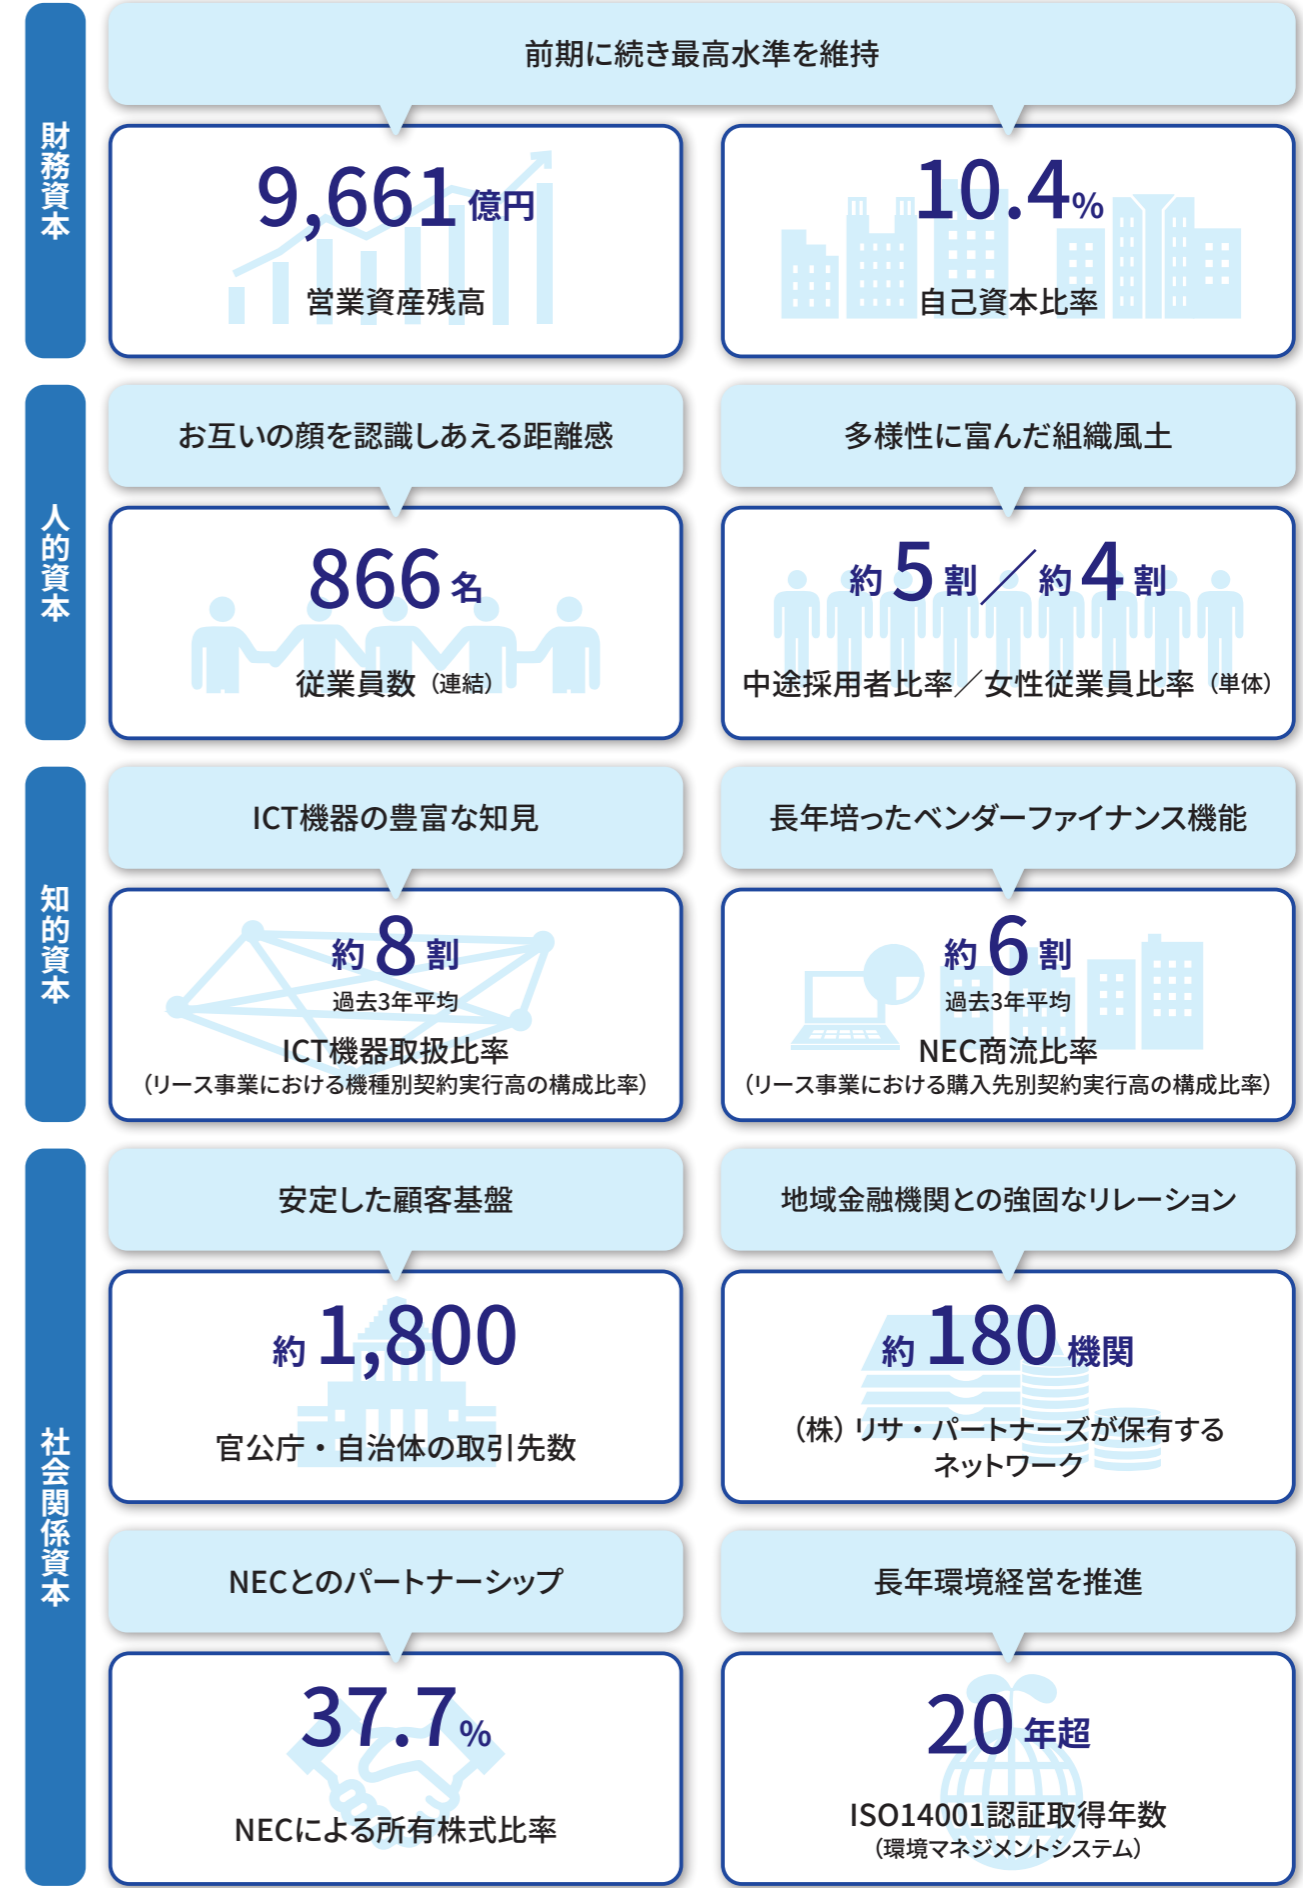 財務資本
前期に続き最高水準を維持
9,661億円
営業資産残高
10.4%
自己資本比率
人的資本
お互いの顔を認識しあえる距離感
866名
従業員数（連結）
多様性に富んだ組織風土
約5割／約4割
中途採用者比率／女性従業員比率（単体）
知的資本
ICT機器の豊富な知見
約8割
過去3年平均
ICT機器取扱比率
（リース事業における機種別契約実行高の構成比率）
長年培ったベンダーファイナンス機能
約6割
過去3年平均
NEC商流比率
（リース事業における購入先別契約実行高の構成比率）
社会関係資本
安定した顧客基盤
約1,800
官公庁・自治体の取引先数
地域金融機関との強固なリレーション
約180機関
（株）リサ・パートナーズが保有する
ネットワーク
NECとのパートナーシップ
37.7%
NECによる所有株式比率
長年環境経営を推進
20年超
ISO14001認証取得年数
（環境マネジメントシステム）